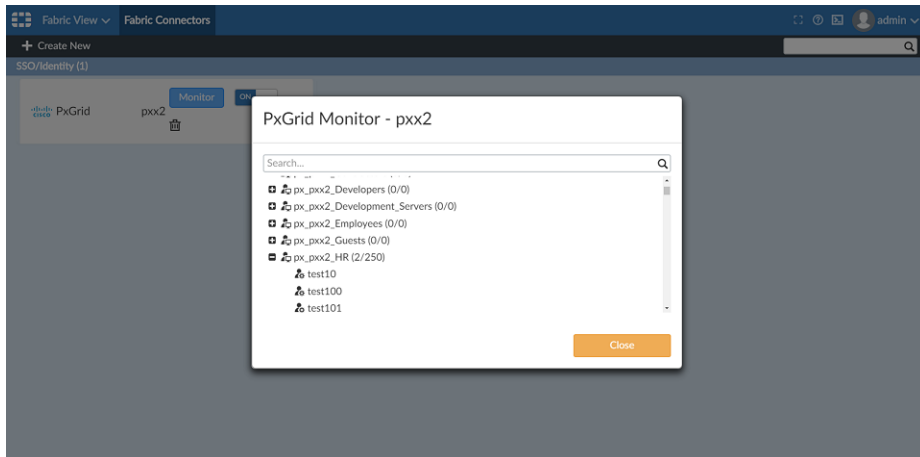 Fabric View Fabric Connectors admin
+ Create New
SSO/Identity (1)
Monitor ON
cisco PxGrid pxx2
PxGrid Monitor - pxx2
Search...
px_pxx2_Developers (0/0)
px_pxx2_Development_Servers (0/0)
px_pxx2_Employees (0/0)
px_pxx2_Guests (0/0)
px_pxx2_HR (2/250)
test10
test100
test101
Close